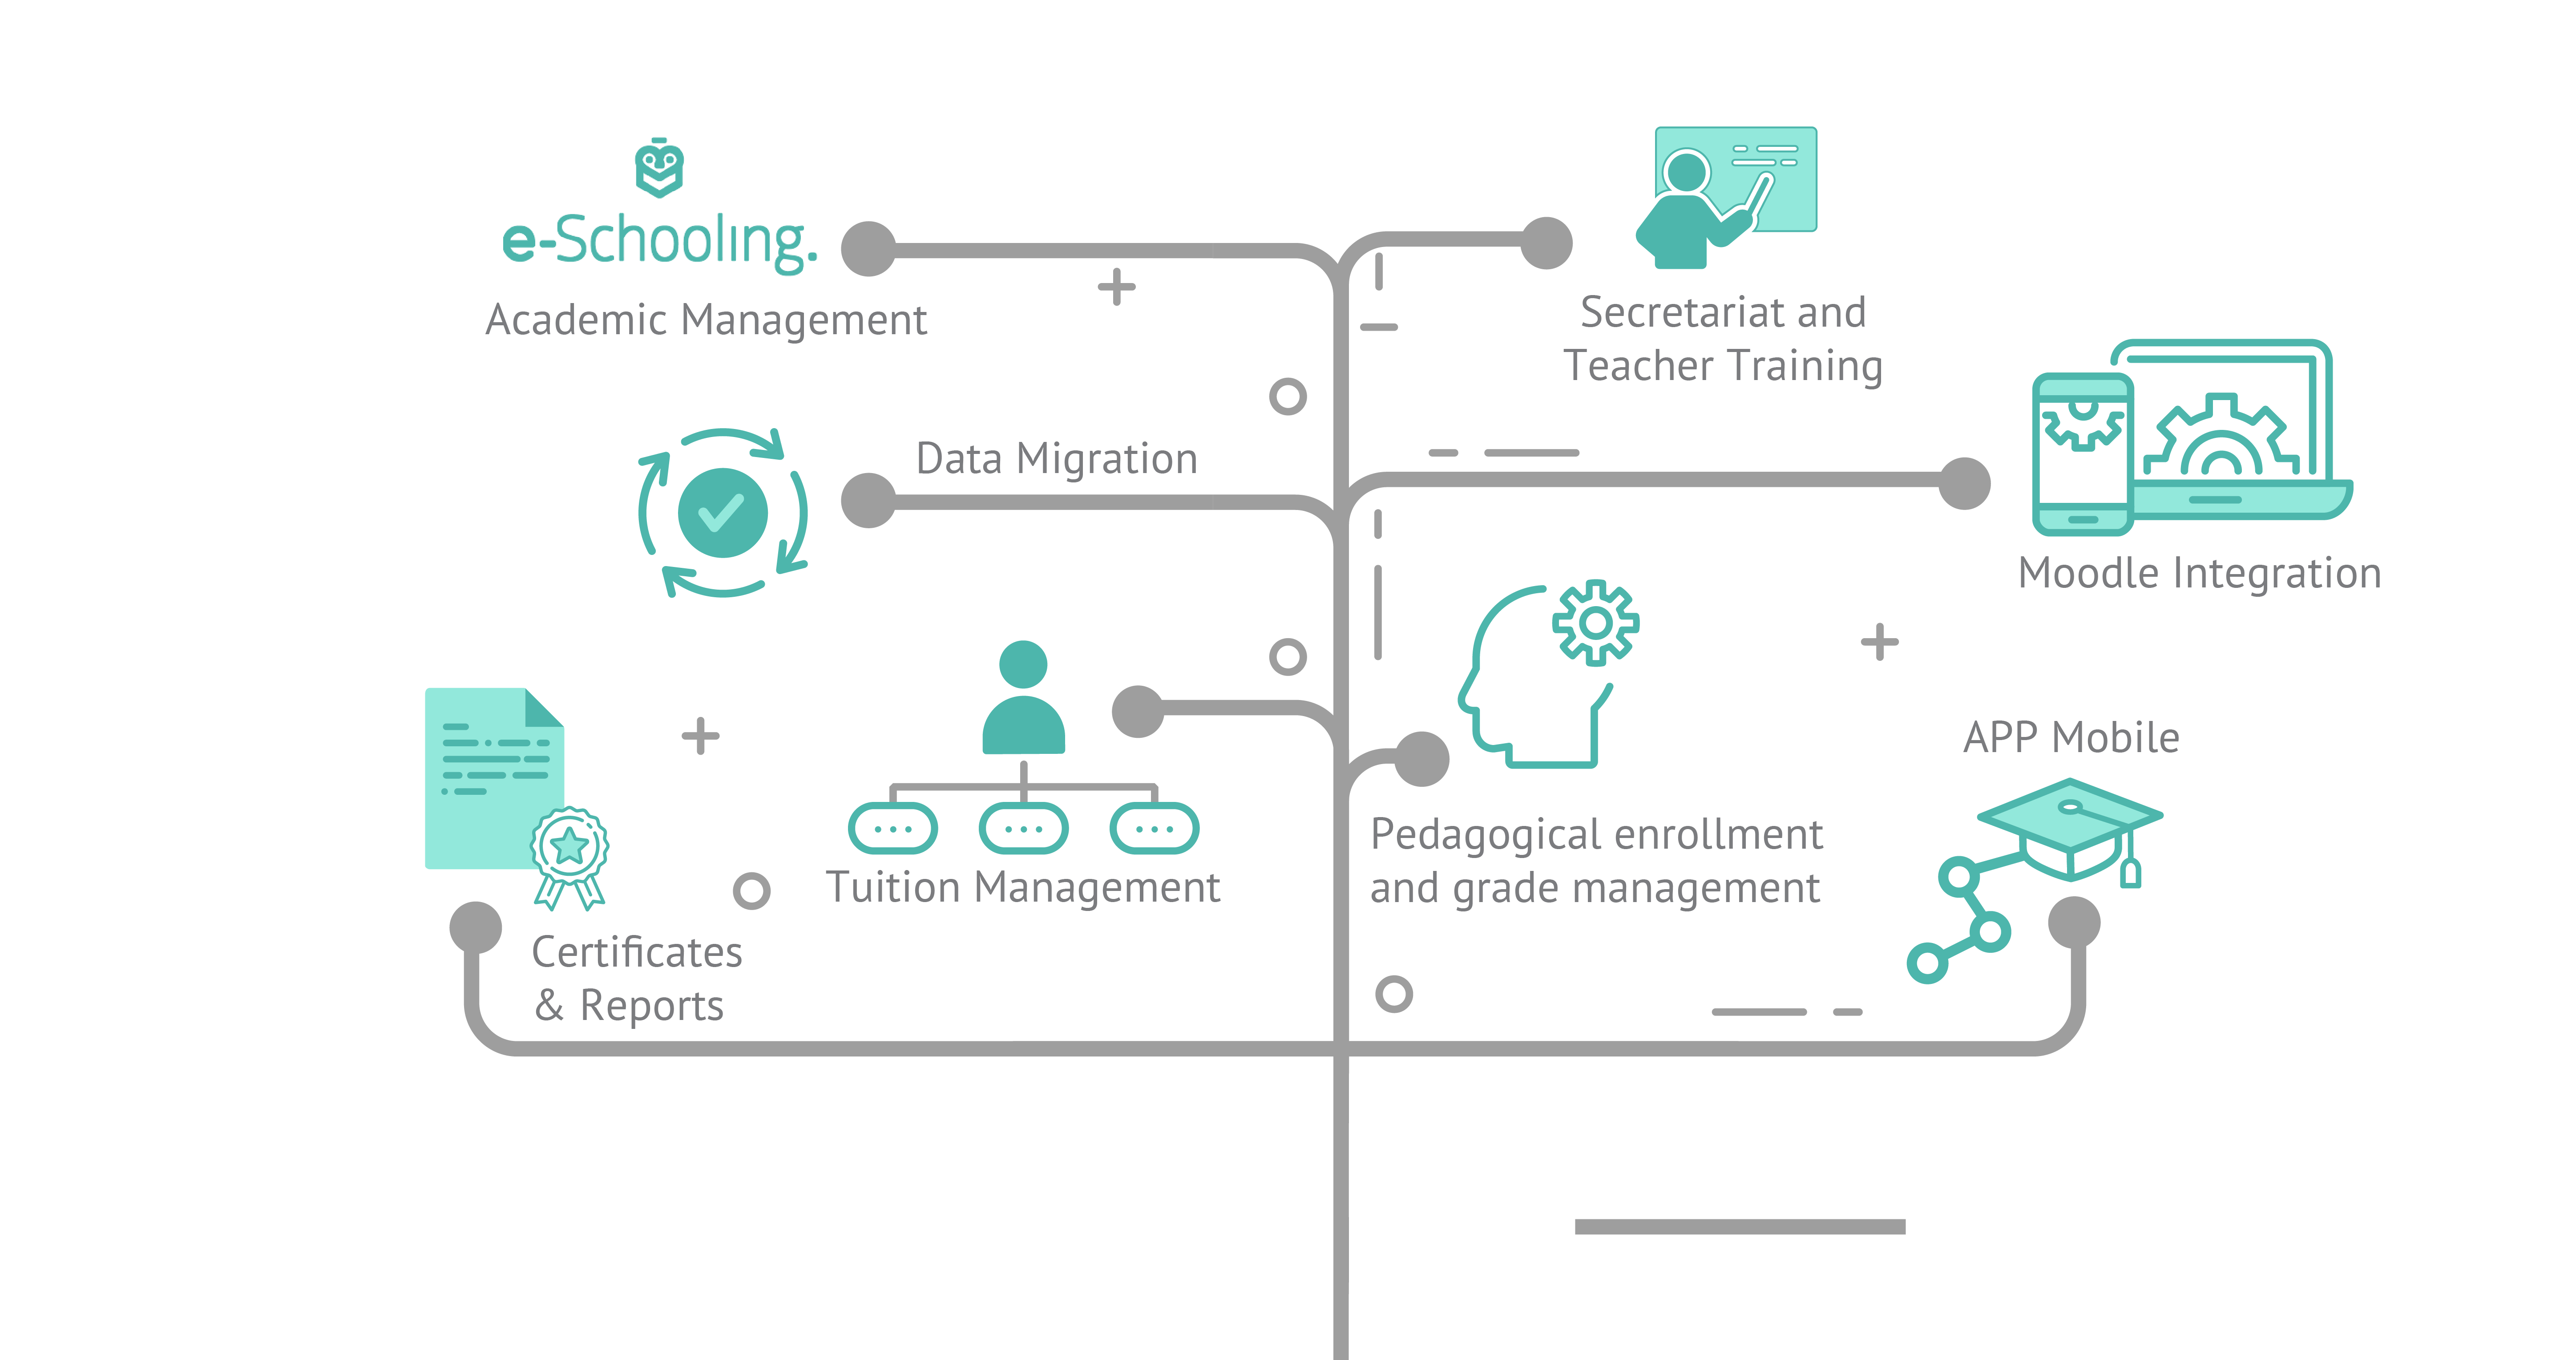 e-Schooling.
Academic Management
Secretariat and
Teacher Training
Data Migration
Moodle Integration
Tuition Management
Pedagogical enrollment
and grade management
APP Mobile
Certificates
& Reports